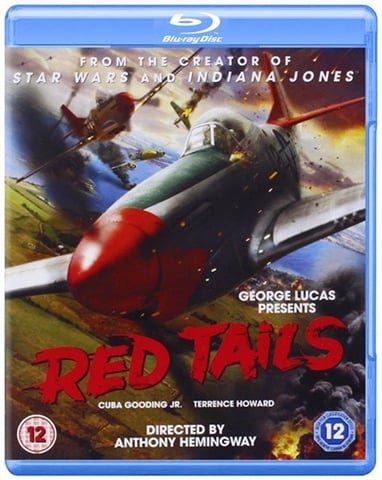 Blu-ray Disc
FROM THE CREATOR OF
STAR WARS AND INDIANA JONES
GEORGE LUCAS
PRESENTS
RED TAILS
CUBA GOODING JR. TERRENCE HOWARD
DIRECTED BY
ANTHONY HEMINGWAY
12
12